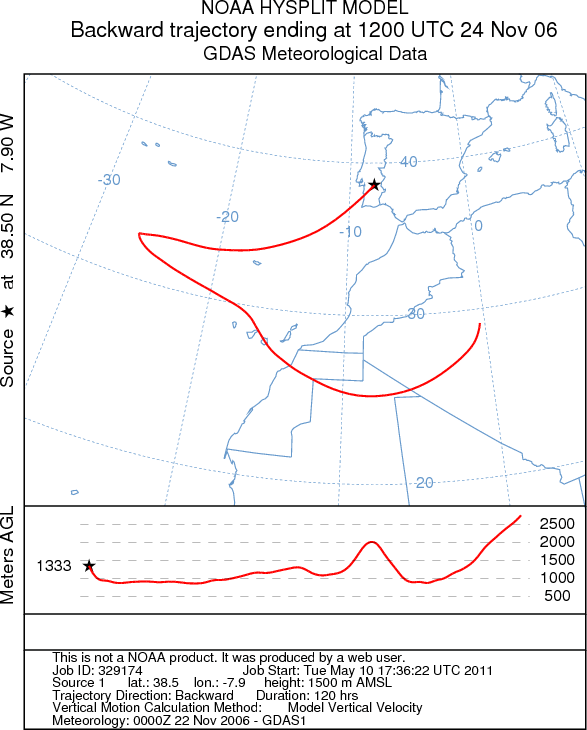 NOAA HYSPLIT MODEL
Backward trajectory ending at 1200 UTC 24 Nov 06
GDAS Meteorological Data
Source ★ at 38.50 N 7.90 W
-30
-20
-10
0
40
30
20
Meters AGL
1333
2500
2000
1500
1000
500
This is not a NOAA product. It was produced by a web user.
Job ID: 329174 Job Start: Tue May 10 17:36:22 UTC 2011
Source 1 lat.: 38.5 lon.: -7.9 height: 1500 m AMSL
Trajectory Direction: Backward Duration: 120 hrs
Vertical Motion Calculation Method: Model Vertical Velocity
Meteorology: 0000Z 22 Nov 2006 - GDAS1